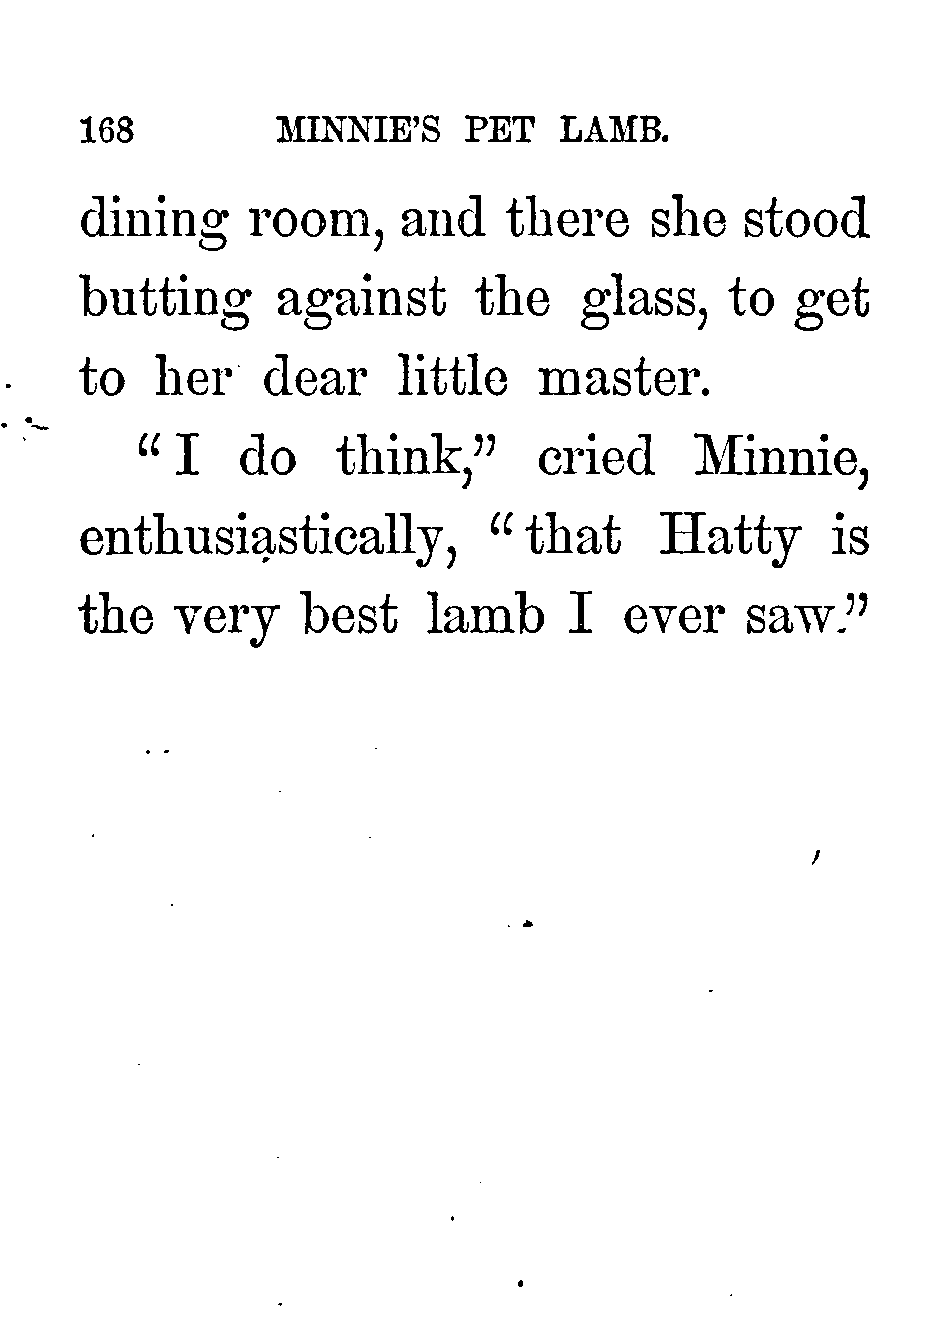 168 MINNIE'S PET LAMB.
dining room, and there she stood
butting against the glass, to get
to her dear little master.
"I do think," cried Minnie,
enthusiastically, "that Hatty is
the very best lamb I ever saw."